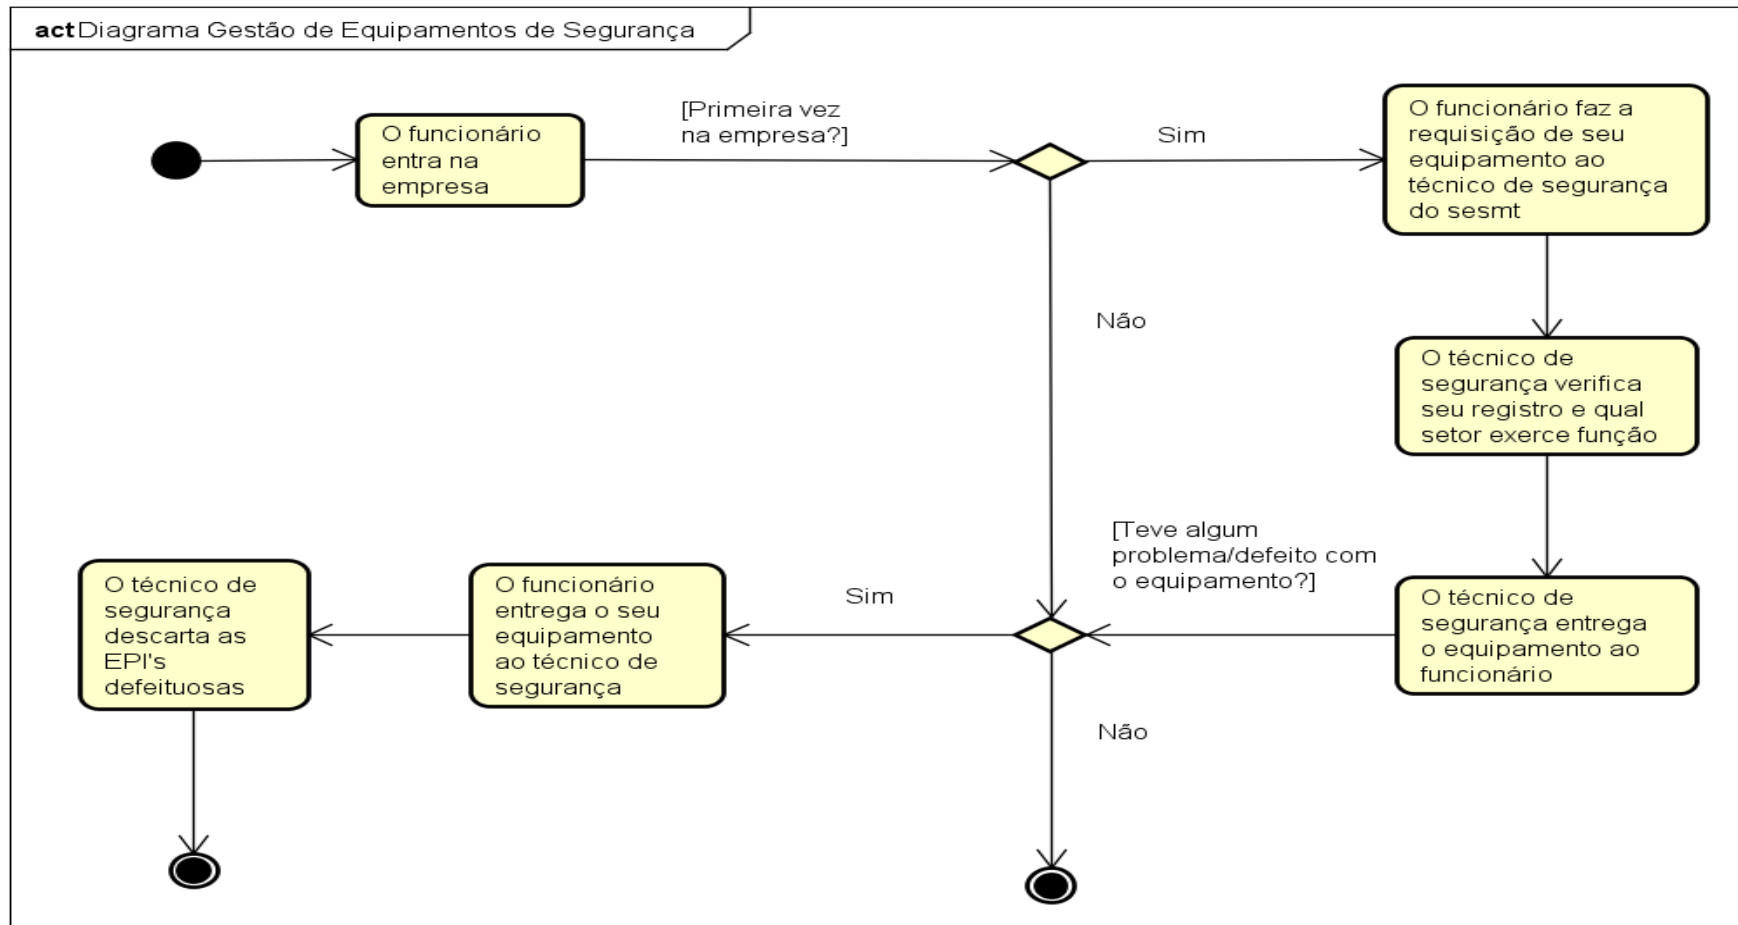 act Diagrama Gestão de Equipamentos de Segurança
O funcionário
entra na
empresa
[Primeira vez
na empresa?]
Sim
O funcionário faz a
requisição de seu
equipamento ao
técnico de segurança
do sesmt
Não
O técnico de
segurança verifica
seu registro e qual
setor exerce função
[Teve algum
problema/defeito com
o equipamento?]
O técnico de
segurança entrega
o equipamento ao
funcionário
Sim
O funcionário
entrega o seu
equipamento
ao técnico de
segurança
O técnico de
segurança
descarta as
EPI's
defeituosas
Não